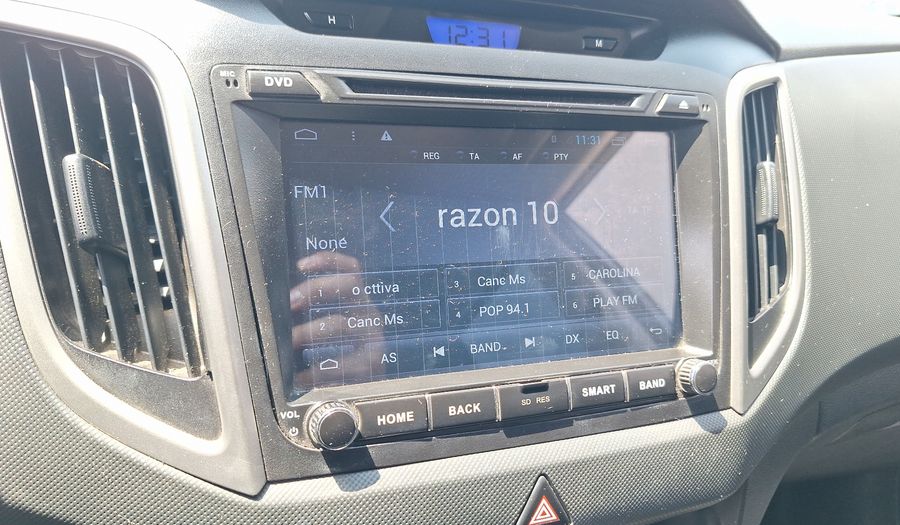 H
12:31
M
MIC
DVD
11:31
REG TA AF PTY
FM1
razon 10
None
1 o cttiva
3 Canc Ms
5 CAROLINA
2 Canc Ms
4 POP 94.1
6 PLAY FM
AS BAND DX EQ
VOL
HOME
BACK
SD RES
SMART
BAND